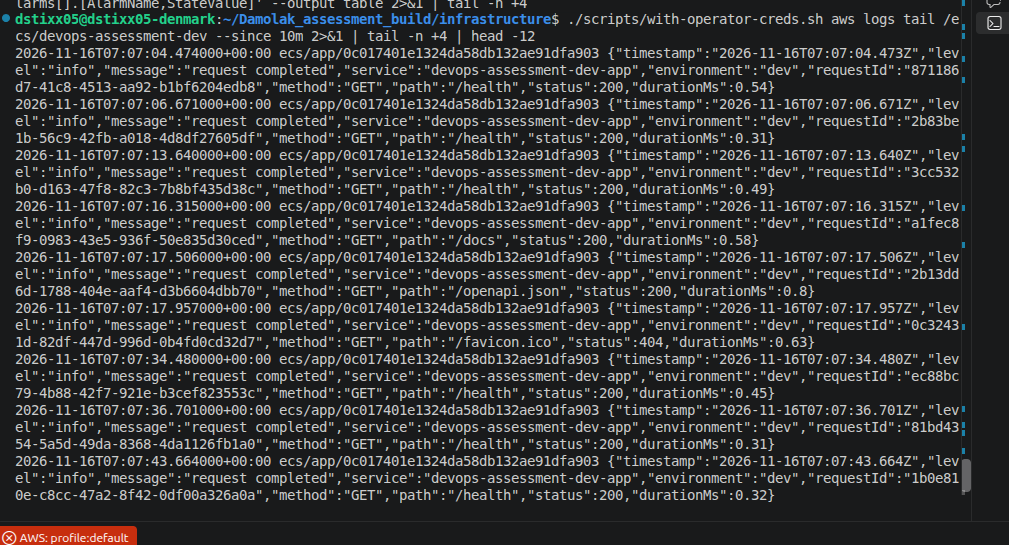 larms[].[AlarmName,StateValue]' --output table 2>&1 | tail -n +4
dstixx05@dstixx05-denmark:~/Damolak_assessment_build/infrastructure$ ./scripts/with-operator-creds.sh aws logs tail /e
cs/devops-assessment-dev --since 10m 2>&1 | tail -n +4 | head -12
2026-11-16T07:07:04.474000+00:00 ecs/app/0c017401e1324da58db132ae91dfa903 {"timestamp":"2026-11-16T07:07:04.473Z","lev
el":"info","message":"request completed","service":"devops-assessment-dev-app","environment":"dev","requestId":"871186
d7-41c8-4513-aa92-b1bf6204edb8","method":"GET","path":"/health","status":200,"durationMs":0.54}
2026-11-16T07:07:06.671000+00:00 ecs/app/0c017401e1324da58db132ae91dfa903 {"timestamp":"2026-11-16T07:07:06.671Z","lev
el":"info","message":"request completed","service":"devops-assessment-dev-app","environment":"dev","requestId":"2b83be
1b-56c9-42fb-a018-4d8df27605df","method":"GET","path":"/health","status":200,"durationMs":0.31}
2026-11-16T07:07:13.640000+00:00 ecs/app/0c017401e1324da58db132ae91dfa903 {"timestamp":"2026-11-16T07:07:13.640Z","lev
el":"info","message":"request completed","service":"devops-assessment-dev-app","environment":"dev","requestId":"3cc532
b0-d163-47f8-82c3-7b8bf435d38c","method":"GET","path":"/health","status":200,"durationMs":0.49}
2026-11-16T07:07:16.315000+00:00 ecs/app/0c017401e1324da58db132ae91dfa903 {"timestamp":"2026-11-16T07:07:16.315Z","lev
el":"info","message":"request completed","service":"devops-assessment-dev-app","environment":"dev","requestId":"a1fec8
f9-0983-43e5-936f-50e835d30ced","method":"GET","path":"/docs","status":200,"durationMs":0.58}
2026-11-16T07:07:17.506000+00:00 ecs/app/0c017401e1324da58db132ae91dfa903 {"timestamp":"2026-11-16T07:07:17.506Z","lev
el":"info","message":"request completed","service":"devops-assessment-dev-app","environment":"dev","requestId":"2b13dd
6d-1788-404e-aaf4-d3b6604dbb70","method":"GET","path":"/openapi.json","status":200,"durationMs":0.8}
2026-11-16T07:07:17.957000+00:00 ecs/app/0c017401e1324da58db132ae91dfa903 {"timestamp":"2026-11-16T07:07:17.957Z","lev
el":"info","message":"request completed","service":"devops-assessment-dev-app","environment":"dev","requestId":"0c3243
1d-82df-447d-996d-0b4fd0cd32d7","method":"GET","path":"/favicon.ico","status":404,"durationMs":0.63}
2026-11-16T07:07:34.480000+00:00 ecs/app/0c017401e1324da58db132ae91dfa903 {"timestamp":"2026-11-16T07:07:34.480Z","lev
el":"info","message":"request completed","service":"devops-assessment-dev-app","environment":"dev","requestId":"ec88bc
79-4b88-42f7-921e-b3cef823553c","method":"GET","path":"/health","status":200,"durationMs":0.45}
2026-11-16T07:07:36.701000+00:00 ecs/app/0c017401e1324da58db132ae91dfa903 {"timestamp":"2026-11-16T07:07:36.701Z","lev
el":"info","message":"request completed","service":"devops-assessment-dev-app","environment":"dev","requestId":"81bd43
54-5a5d-49da-8368-4da1126fb1a0","method":"GET","path":"/health","status":200,"durationMs":0.31}
2026-11-16T07:07:43.664000+00:00 ecs/app/0c017401e1324da58db132ae91dfa903 {"timestamp":"2026-11-16T07:07:43.664Z","lev
el":"info","message":"request completed","service":"devops-assessment-dev-app","environment":"dev","requestId":"1b0e81
0e-c8cc-47a2-8f42-0df00a326a0a","method":"GET","path":"/health","status":200,"durationMs":0.32}
AWS: profile:default